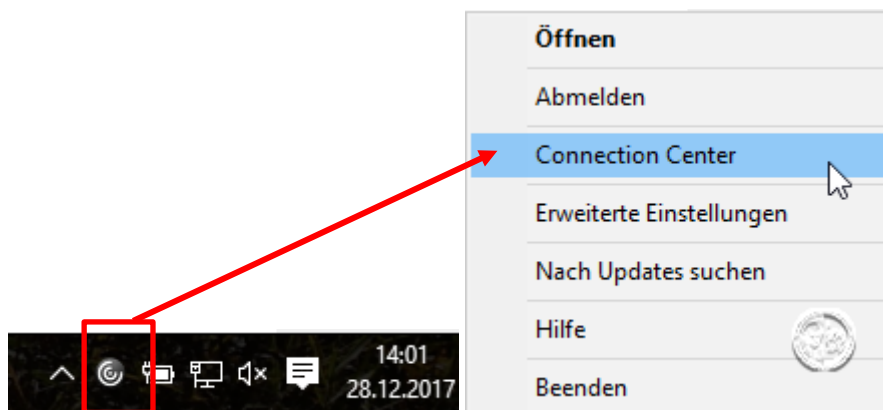 Öffnen
Abmelden
Connection Center
Erweiterte Einstellungen
Nach Updates suchen
Hilfe
Beenden
14:01
28.12.2017